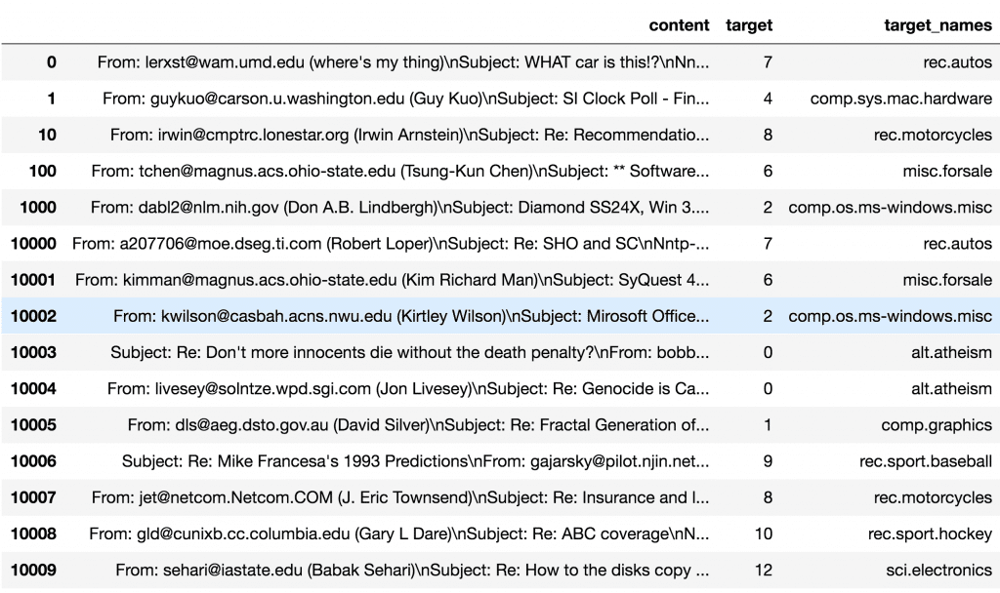 content target target_names
0 From: lerxst@wam.umd.edu (where's my thing)\nSubject: WHAT car is this!?\nNn... 7 rec.autos
1 From: guykuo@carson.u.washington.edu (Guy Kuo)\nSubject: SI Clock Poll - Fin... 4 comp.sys.mac.hardware
10 From: irwin@cmptrc.lonestar.org (Irwin Arnstein)\nSubject: Re: Recommendatio... 8 rec.motorcycles
100 From: tchen@magnus.acs.ohio-state.edu (Tsung-Kun Chen)\nSubject: ** Software... 6 misc.forsale
1000 From: dabl2@nlm.nih.gov (Don A.B. Lindbergh)\nSubject: Diamond SS24X, Win 3.... 2 comp.os.ms-windows.misc
10000 From: a207706@moe.dseg.ti.com (Robert Loper)\nSubject: Re: SHO and SC\nNntp-... 7 rec.autos
10001 From: kimman@magnus.acs.ohio-state.edu (Kim Richard Man)\nSubject: SyQuest 4... 6 misc.forsale
10002 From: kwilson@casbah.acns.nwu.edu (Kirtley Wilson)\nSubject: Mirosoft Office... 2 comp.os.ms-windows.misc
10003 Subject: Re: Don't more innocents die without the death penalty?\nFrom: bobb... 0 alt.atheism
10004 From: livesey@solntze.wpd.sgi.com (Jon Livesey)\nSubject: Re: Genocide is Ca... 0 alt.atheism
10005 From: dls@aeg.dsto.gov.au (David Silver)\nSubject: Re: Fractal Generation of... 1 comp.graphics
10006 Subject: Re: Mike Francesa's 1993 Predictions\nFrom: gajarsky@pilot.njin.net... 9 rec.sport.baseball
10007 From: jet@netcom.Netcom.COM (J. Eric Townsend)\nSubject: Re: Insurance and l... 8 rec.motorcycles
10008 From: gld@cunixb.cc.columbia.edu (Gary L Dare)\nSubject: Re: ABC coverage\nN... 10 rec.sport.hockey
10009 From: sehari@iastate.edu (Babak Sehari)\nSubject: Re: How to the disks copy ... 12 sci.electronics